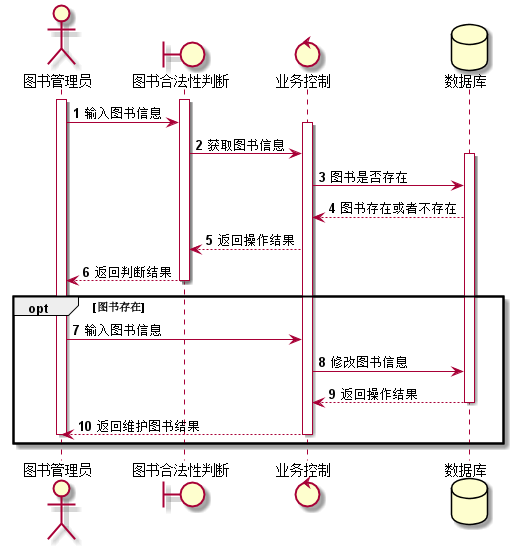 图书管理员 图书合法性判断 业务控制 数据库
1 输入图书信息
2 获取图书信息
3 图书是否存在
4 图书存在或者不存在
5 返回操作结果
6 返回判断结果
opt [图书存在]
7 输入图书信息
8 修改图书信息
9 返回操作结果
10 返回维护图书结果
图书管理员 图书合法性判断 业务控制 数据库